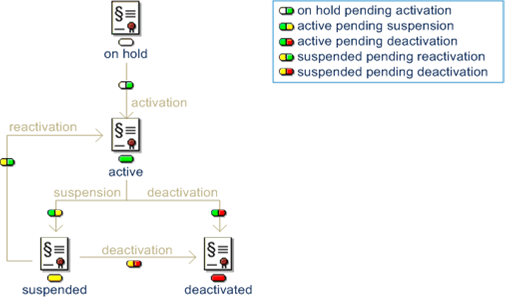 on hold pending activation
active pending suspension
active pending deactivation
suspended pending reactivation
suspended pending deactivation
§
on hold
activation
reactivation
§
active
suspension
deactivation
§
deactivation
§
suspended
deactivated